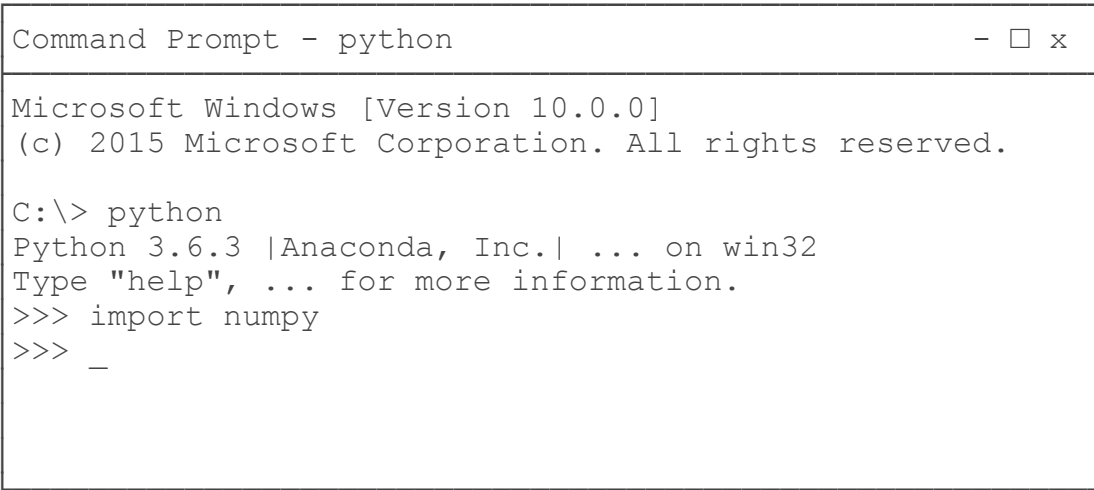 Command Prompt - python - □ x
Microsoft Windows [Version 10.0.0]
(c) 2015 Microsoft Corporation. All rights reserved.
C:\> python
Python 3.6.3 |Anaconda, Inc.| ... on win32
Type "help", ... for more information.
>>> import numpy
>>> _